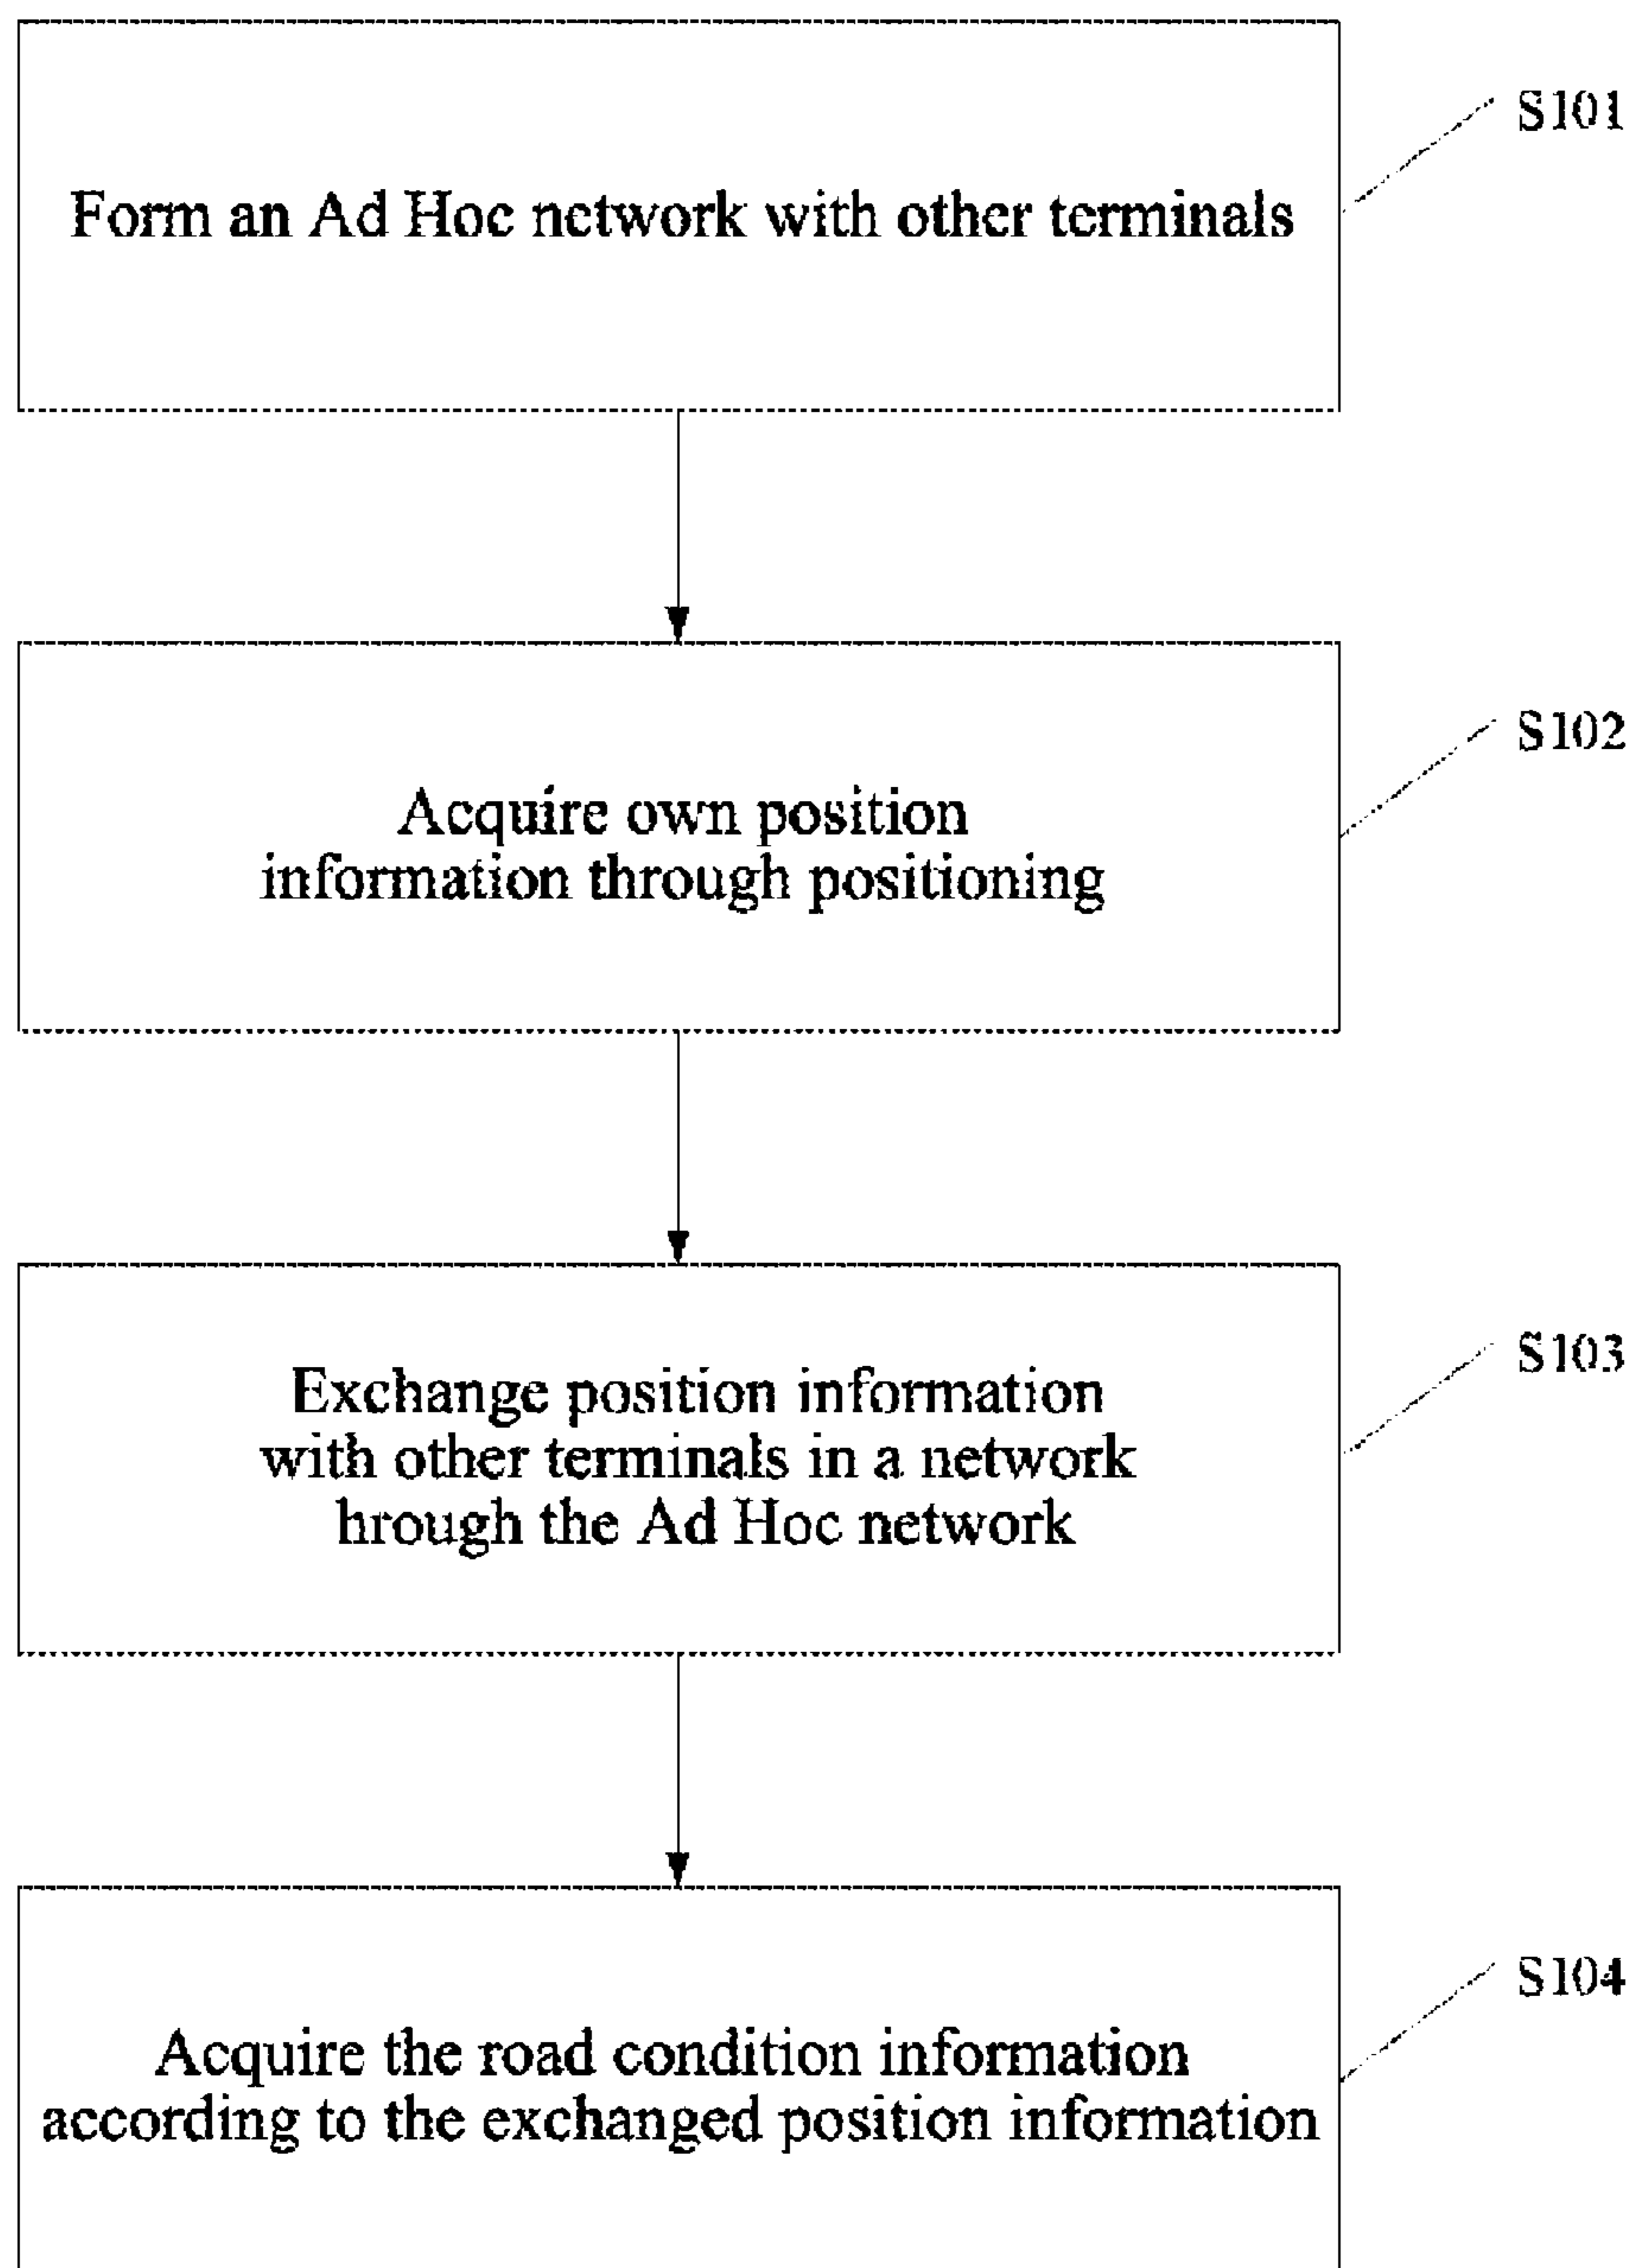 S101
Form an Ad Hoc network with other terminals
S102
Acquire own position
information through positioning
S103
Exchange position information
with other terminals in a network
hrough the Ad Hoc network
S104
Acquire the road condition information
according to the exchanged position information